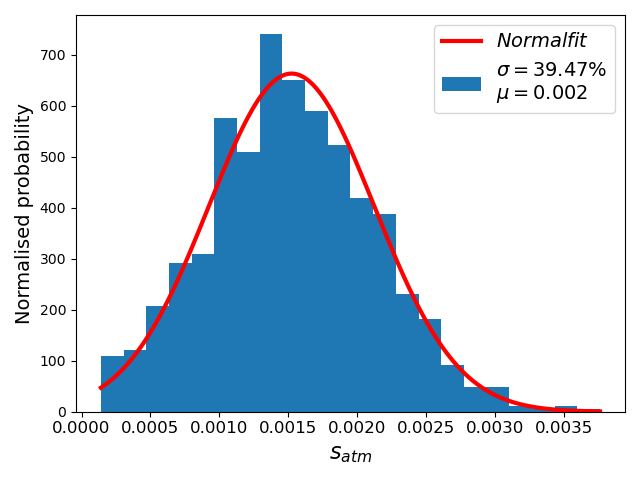 Normalfit
σ = 39.47%
μ = 0.002
Normalised probability
700
600
500
400
300
200
100
0
0.0000 0.0005 0.0010 0.0015 0.0020 0.0025 0.0030 0.0035
s_atm